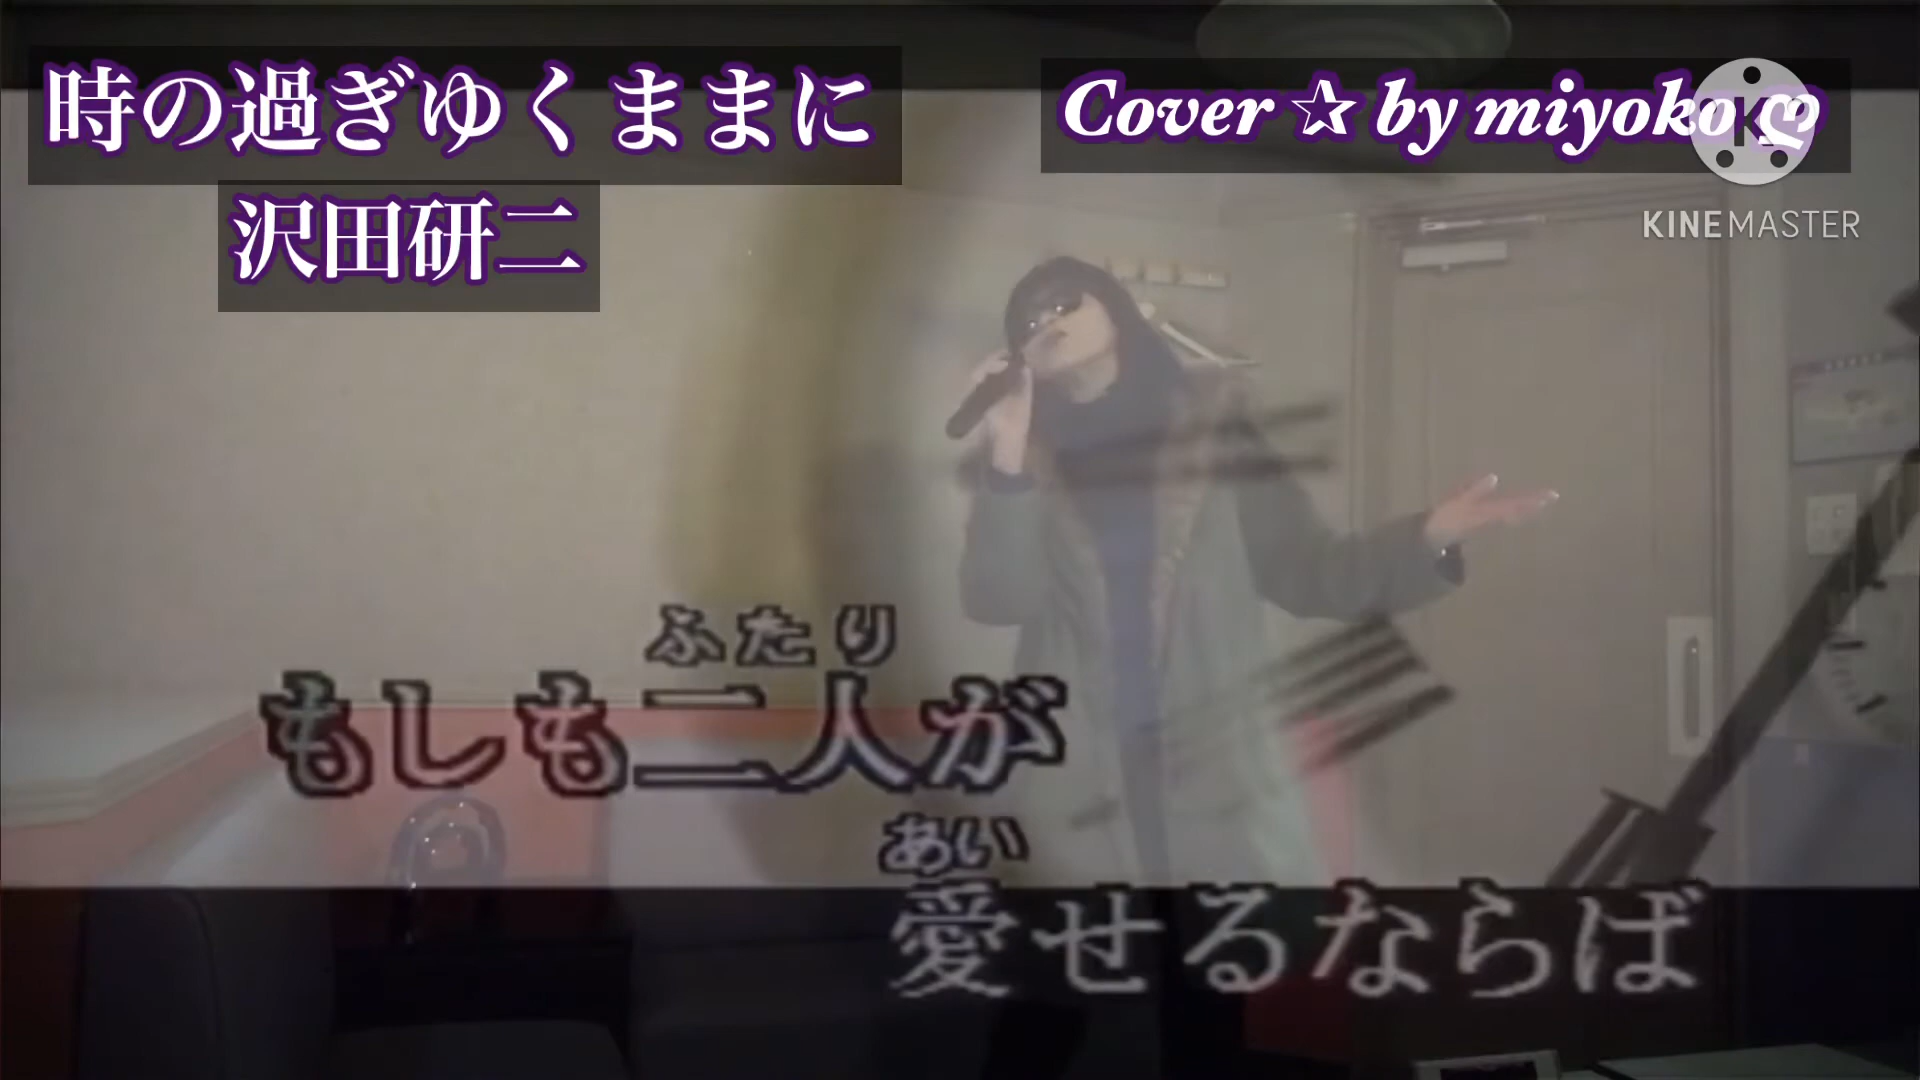 時の過ぎゆくままに
沢田研二
Cover ☆ by miyoko ღ
KINEMASTER
ふたり
もしも二人が
あい
愛せるならば